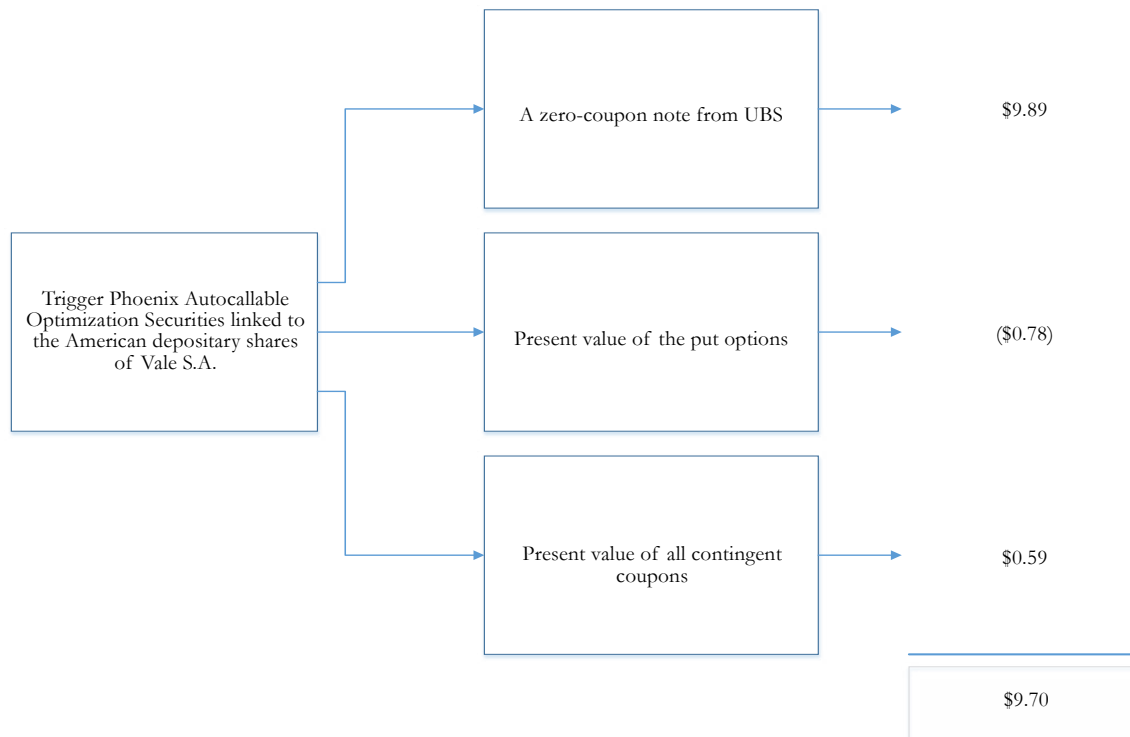 A zero-coupon note from UBS
$9.89
Trigger Phoenix Autocallable
Optimization Securities linked to
the American depositary shares
of Vale S.A.
Present value of the put options
($0.78)
Present value of all contingent
coupons
$0.59
$9.70